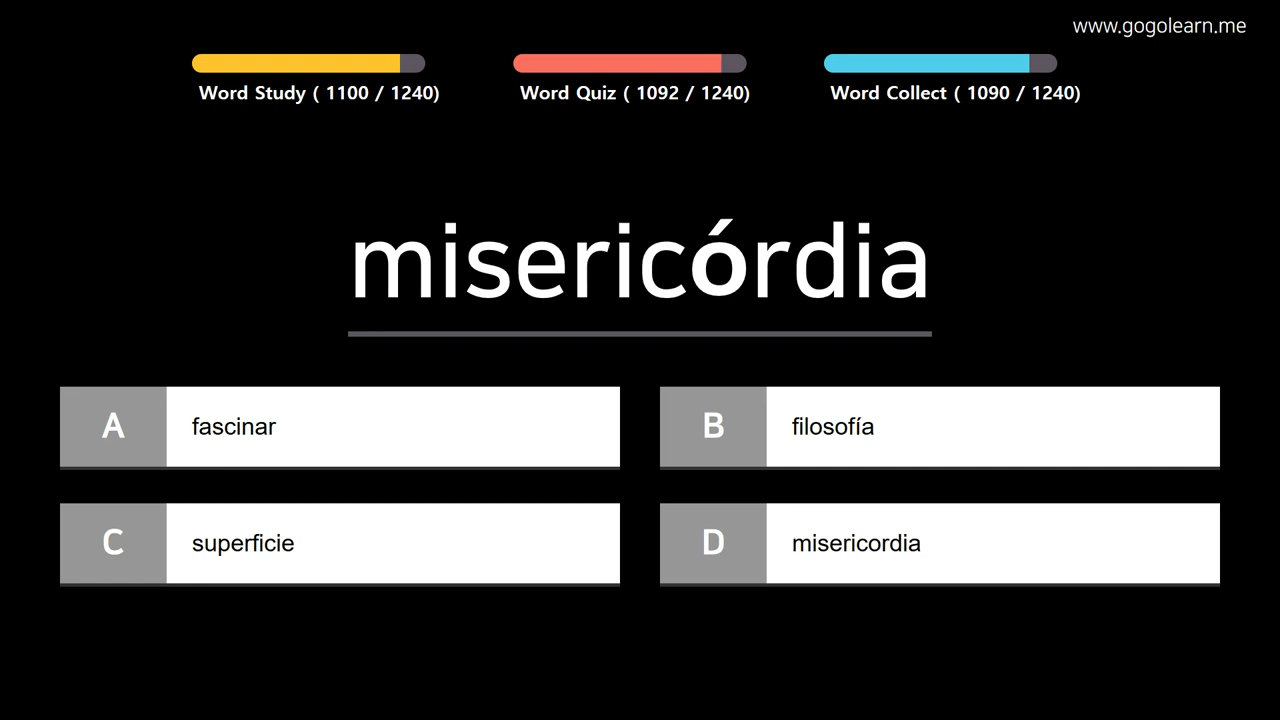 www.gogolearn.me
Word Study ( 1100 / 1240)
Word Quiz ( 1092 / 1240)
Word Collect ( 1090 / 1240)
misericórdia
A fascinar
B filosofía
C superficie
D misericordia